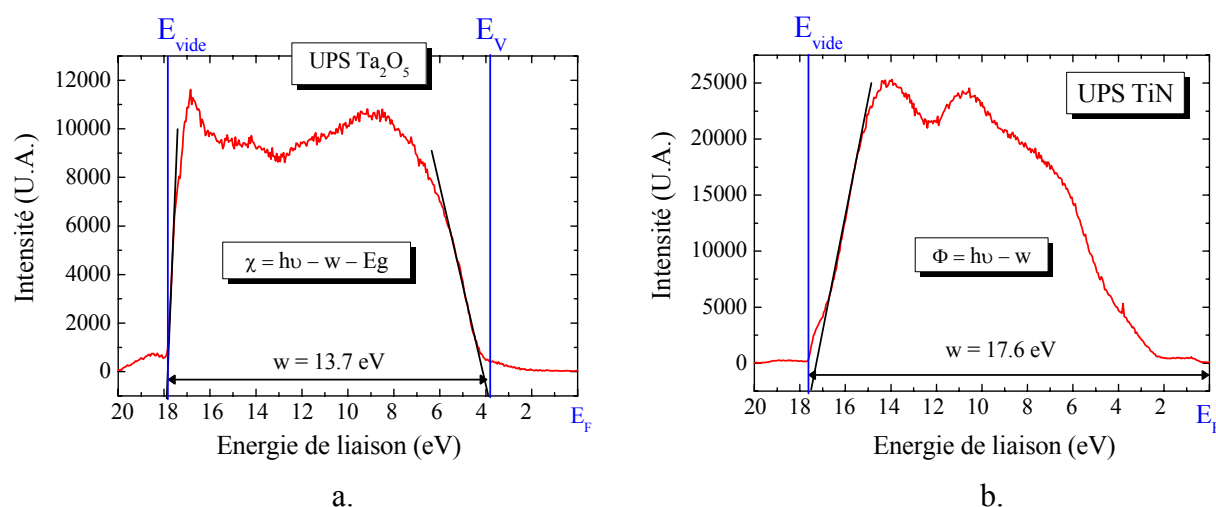 E_vide
E_V
UPS Ta₂O₅
12000
10000
8000
6000
4000
2000
0
Intensité (U.A.)
χ = hυ – w – Eg
w = 13.7 eV
20 18 16 14 12 10 8 6 4 2
E_F
Energie de liaison (eV)
a.
E_vide
UPS TiN
25000
20000
15000
10000
5000
0
Intensité (U.A.)
Φ = hυ – w
w = 17.6 eV
20 18 16 14 12 10 8 6 4 2
Energie de liaison (eV)
b.